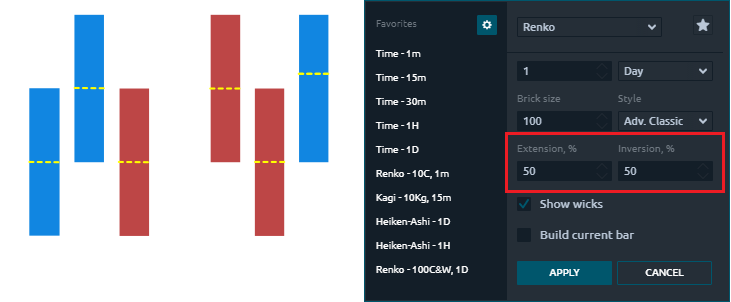 Favorites
Time - 1m
Time - 15m
Time - 30m
Time - 1H
Time - 1D
Renko - 10C, 1m
Kagi - 10Kg, 15m
Heiken-Ashi - 1D
Heiken-Ashi - 1H
Renko - 100C&W, 1D
Renko
1 Day
Brick size Style
100 Adv. Classic
Extension, % Inversion, %
50 50
Show wicks
Build current bar
APPLY CANCEL